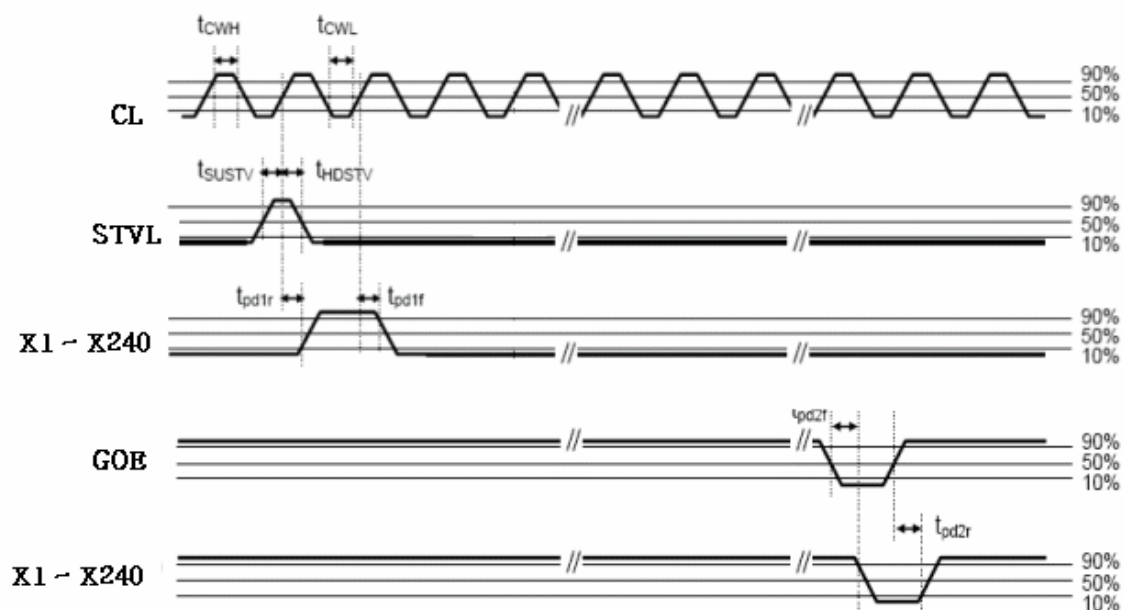 tCWH tCWL
CL
90%
50%
10%
tSUSTV tHDSTV
STVL
90%
50%
10%
tpd1r tpd1f
X1 ~ X240
90%
50%
10%
tpd2f
GOE
90%
50%
10%
tpd2r
X1 ~ X240
90%
50%
10%